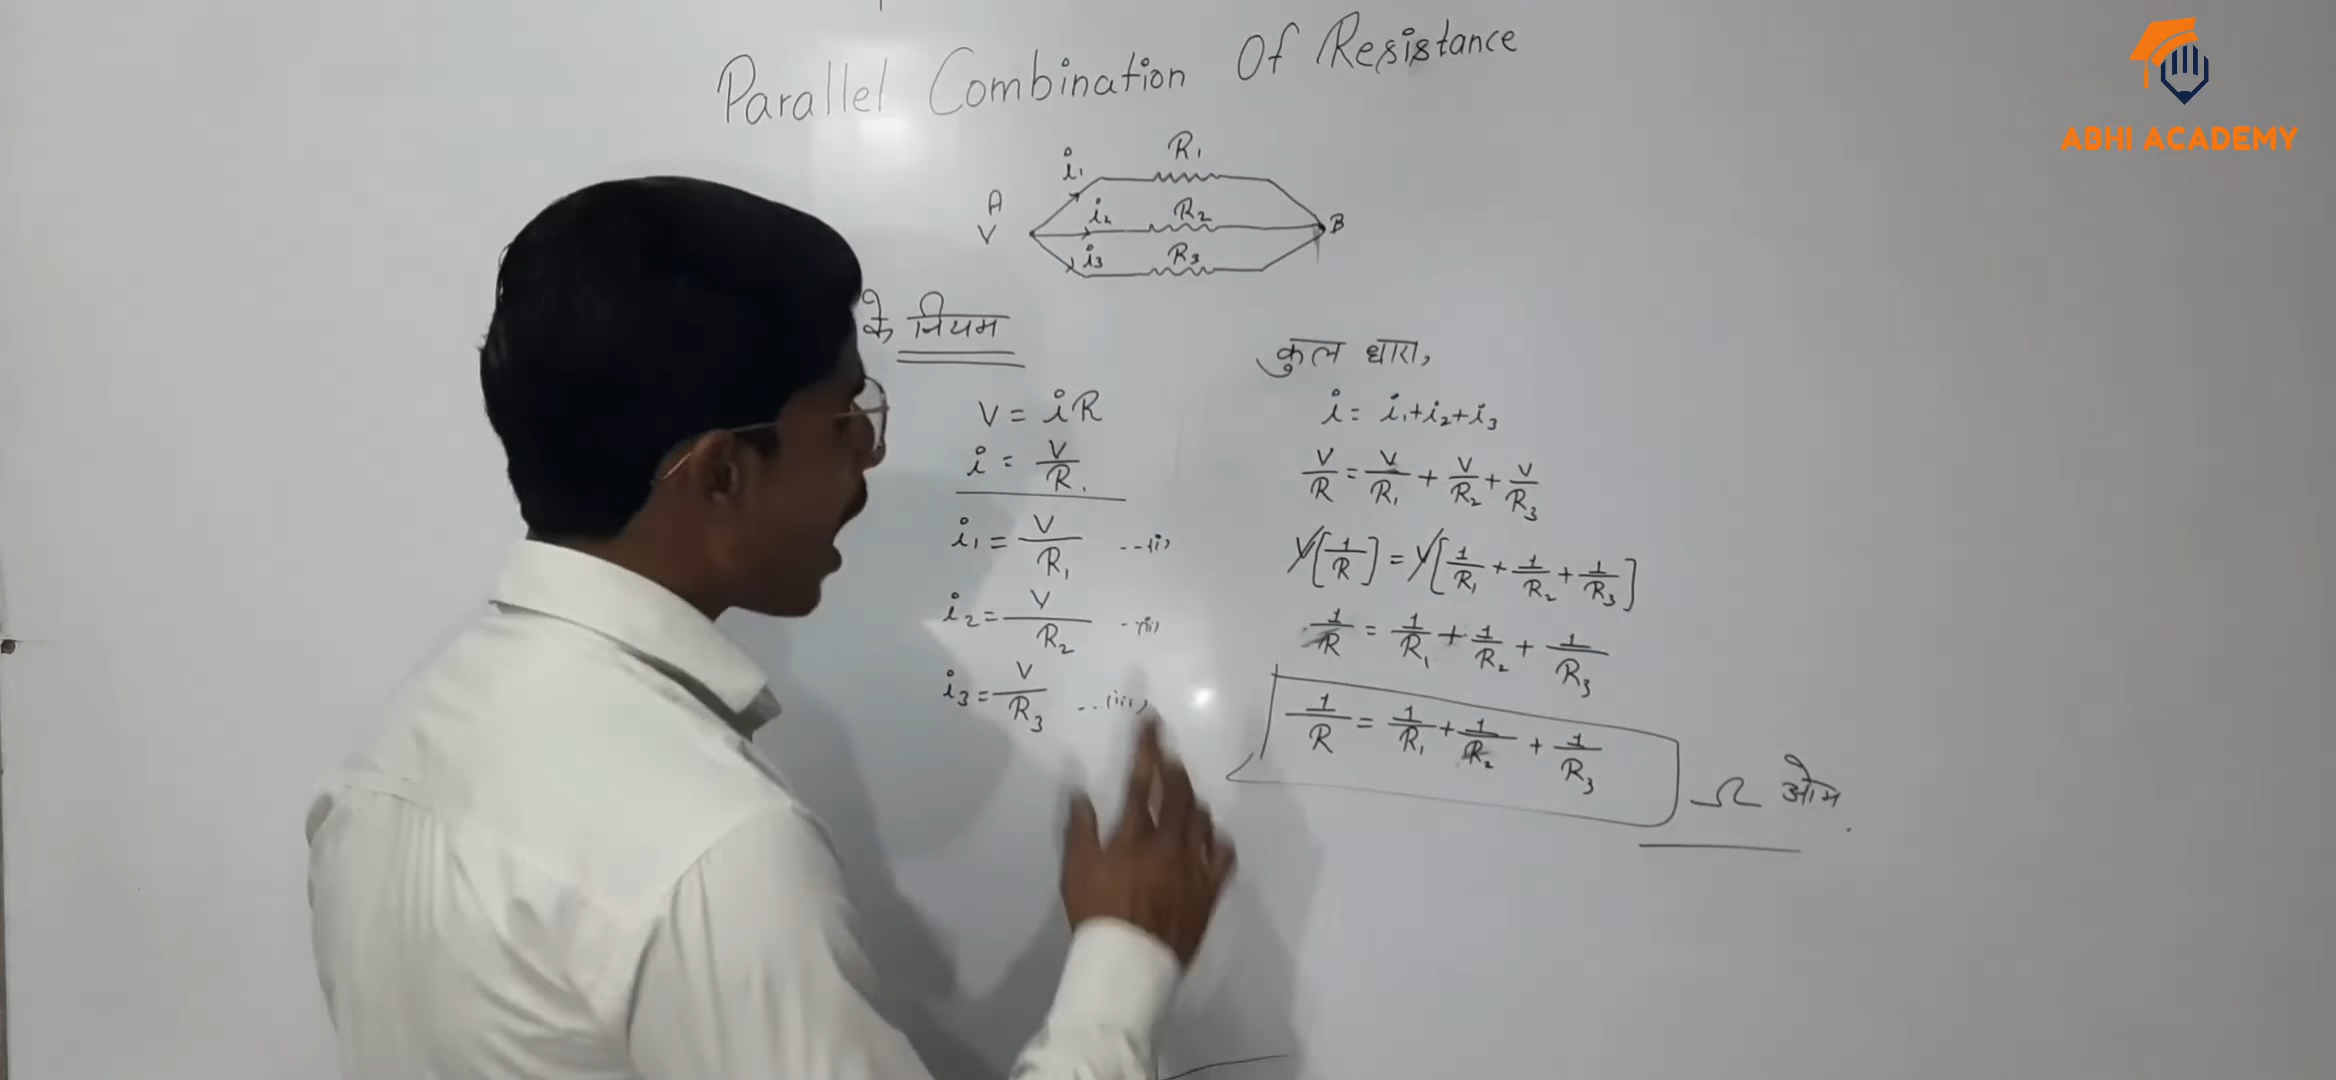 Parallel Combination Of Resistance
ABHI ACADEMY
i₁ R₁
A
V
i₂ R₂
B
i₃ R₃
के नियम
V = iR
i = V/R.
i₁ = V/R₁ --(i)
i₂ = V/R₂ --(ii)
i₃ = V/R₃ ...(iii)
कुल धारा,
i = i₁+i₂+i₃
V/R = V/R₁ + V/R₂ + V/R₃
V[1/R] = V[1/R₁ + 1/R₂ + 1/R₃]
1/R = 1/R₁ + 1/R₂ + 1/R₃
1/R = 1/R₁ + 1/R₂ + 1/R₃
Ω ओम.